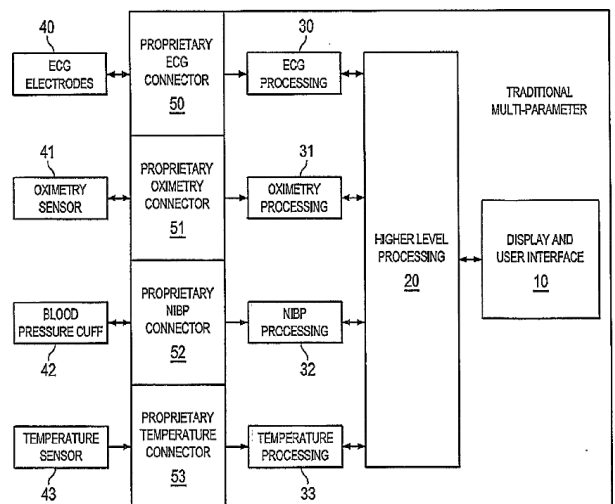 40
ECG
ELECTRODES
PROPRIETARY
ECG
CONNECTOR
50
30
ECG
PROCESSING
TRADITIONAL
MULTI-PARAMETER
41
OXIMETRY
SENSOR
PROPRIETARY
OXIMETRY
CONNECTOR
51
31
OXIMETRY
PROCESSING
HIGHER LEVEL
PROCESSING
20
DISPLAY AND
USER INTERFACE
10
BLOOD
PRESSURE CUFF
42
PROPRIETARY
NIBP
CONNECTOR
52
NIBP
PROCESSING
32
TEMPERATURE
SENSOR
43
PROPRIETARY
TEMPERATURE
CONNECTOR
53
TEMPERATURE
PROCESSING
33